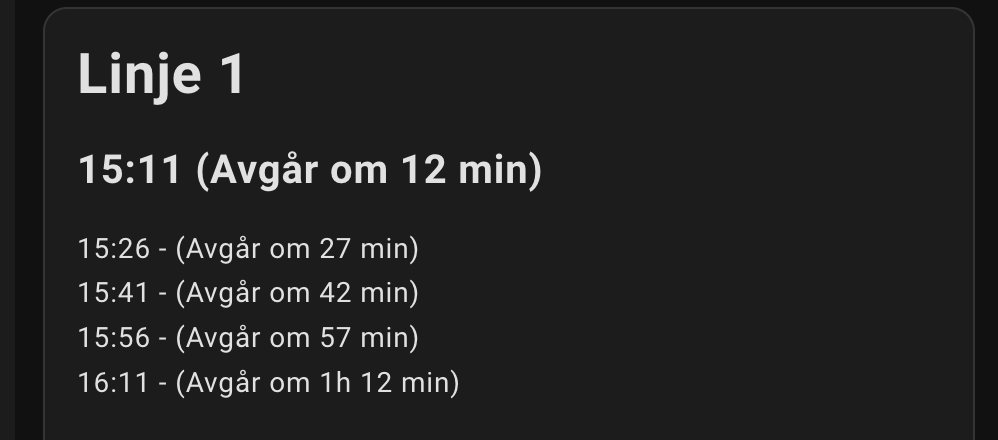 Linje 1
15:11 (Avgår om 12 min)
15:26 - (Avgår om 27 min)
15:41 - (Avgår om 42 min)
15:56 - (Avgår om 57 min)
16:11 - (Avgår om 1h 12 min)